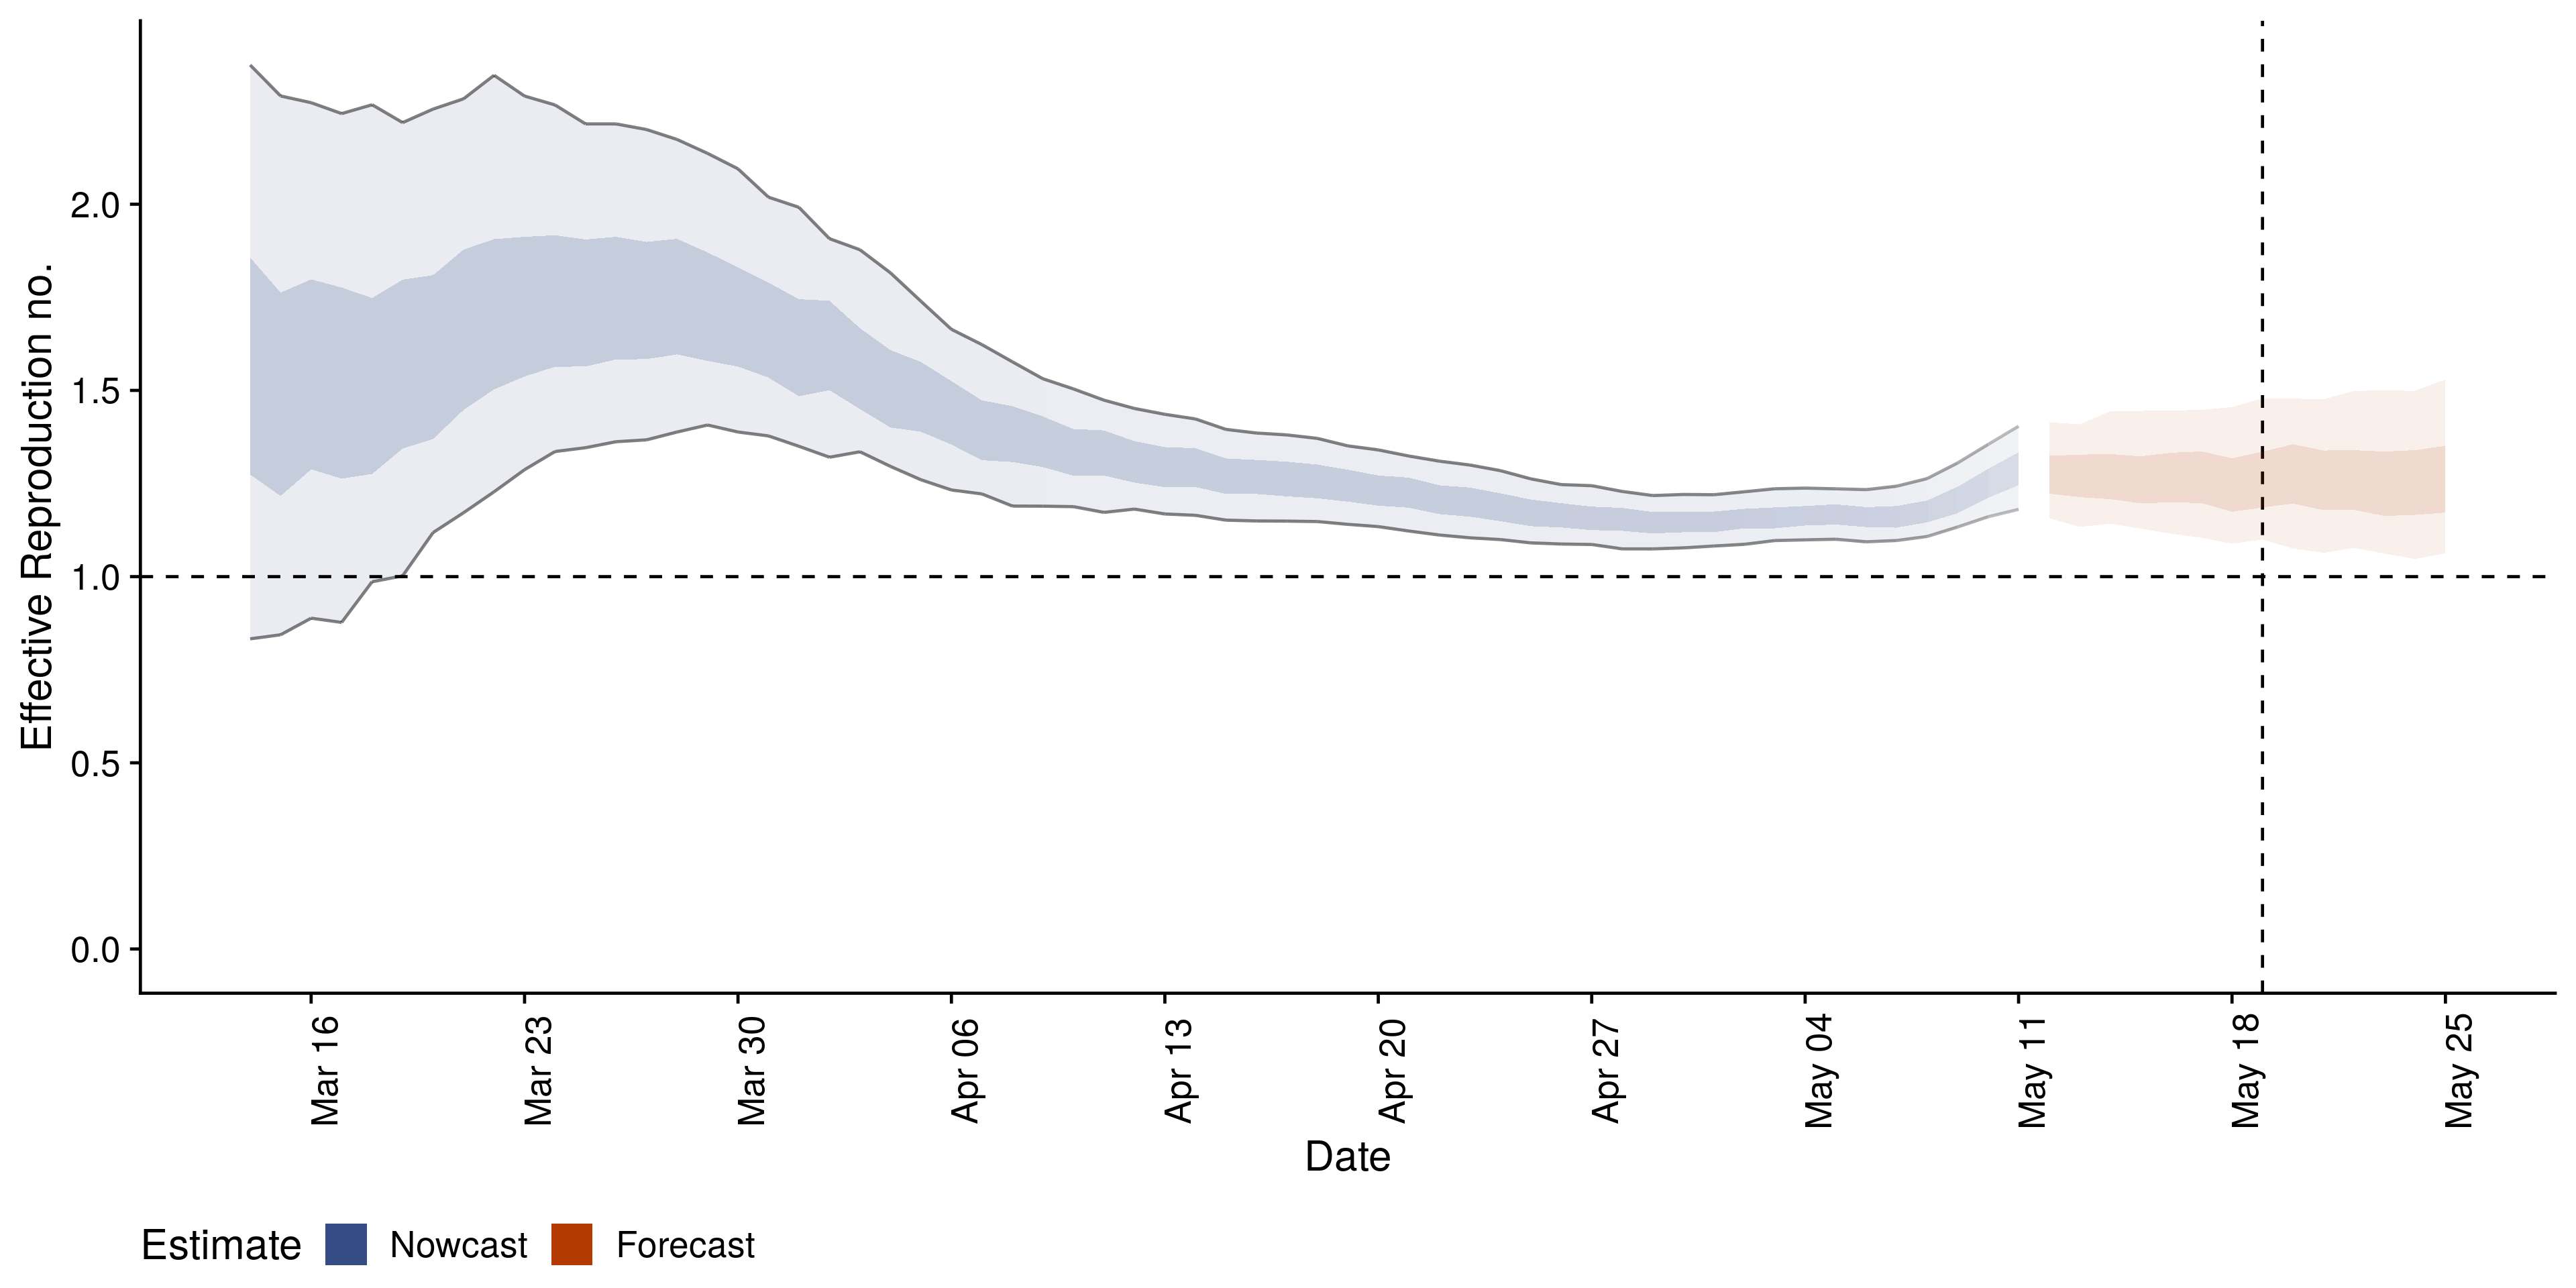 Effective Reproduction no.
2.0
1.5
1.0
0.5
0.0
Mar 16
Mar 23
Mar 30
Apr 06
Apr 13
Apr 20
Apr 27
May 04
May 11
May 18
May 25
Date
Estimate Nowcast Forecast